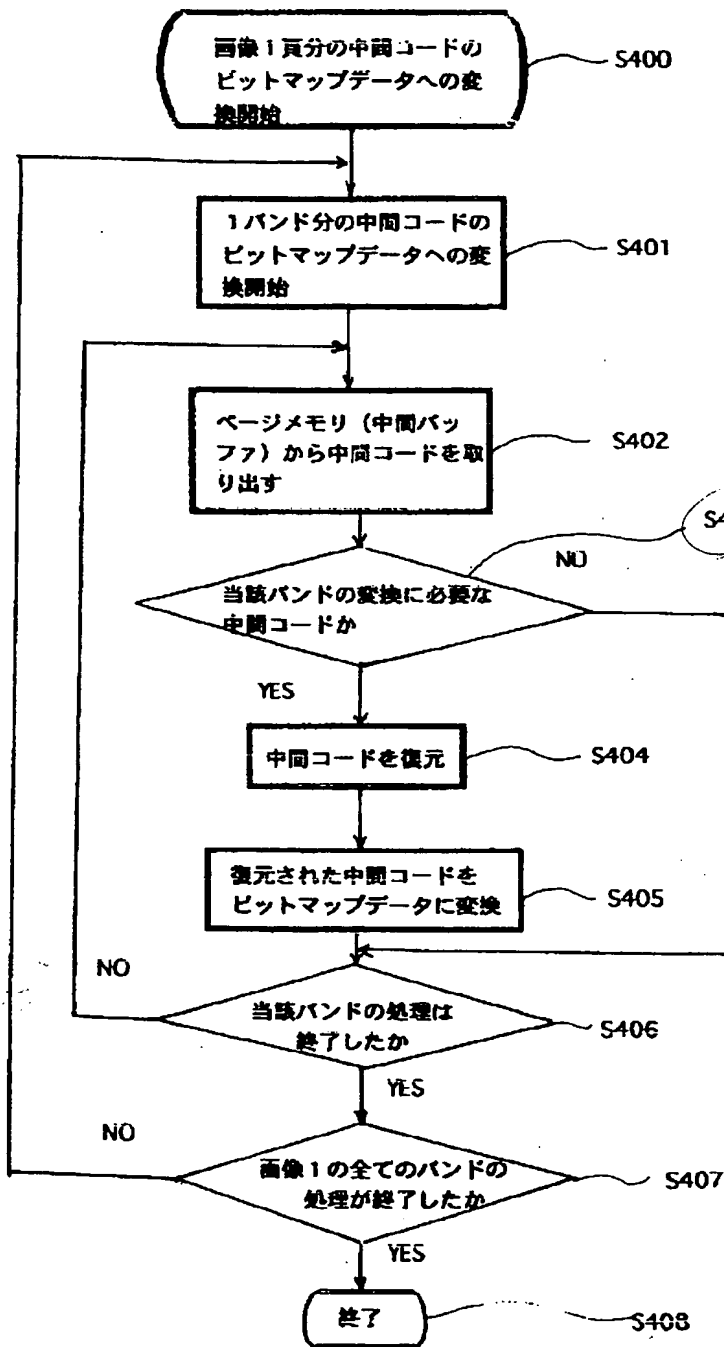 画像1頁分の中間コードの
ビットマップデータへの変
換開始
S400
1バンド分の中間コードの
ビットマップデータへの変
換開始
S401
ページメモリ(中間バッ
ファ)から中間コードを取
り出す
S402
S4
NO
当該バンドの変換に必要な
中間コードか
YES
中間コードを復元
S404
復元された中間コードを
ビットマップデータに変換
S405
NO
当該バンドの処理は
終了したか
S406
YES
NO
画像1の全てのバンドの
処理が終了したか
S407
YES
終了
S408